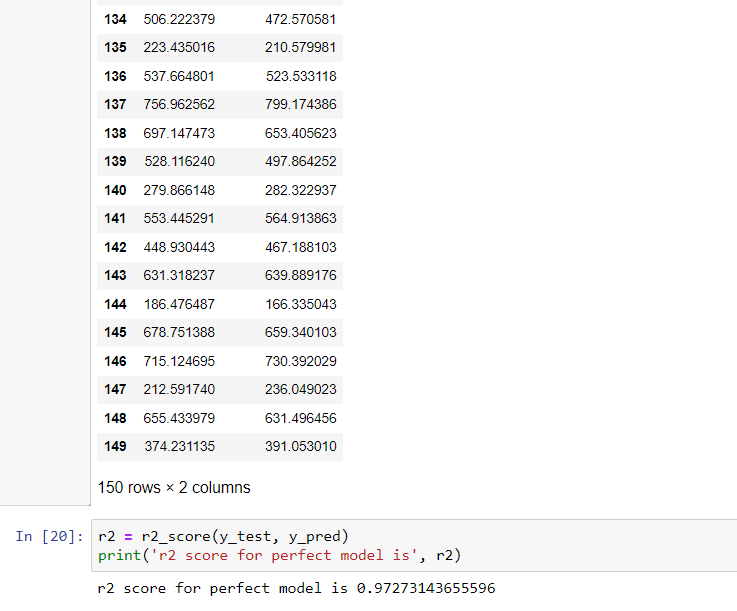 134 506.222379 472.570581
135 223.435016 210.579981
136 537.664801 523.533118
137 756.962562 799.174386
138 697.147473 653.405623
139 528.116240 497.864252
140 279.866148 282.322937
141 553.445291 564.913863
142 448.930443 467.188103
143 631.318237 639.889176
144 186.476487 166.335043
145 678.751388 659.340103
146 715.124695 730.392029
147 212.591740 236.049023
148 655.433979 631.496456
149 374.231135 391.053010
150 rows × 2 columns
In [20]: r2 = r2_score(y_test, y_pred)
print('r2 score for perfect model is', r2)
r2 score for perfect model is 0.97273143655596